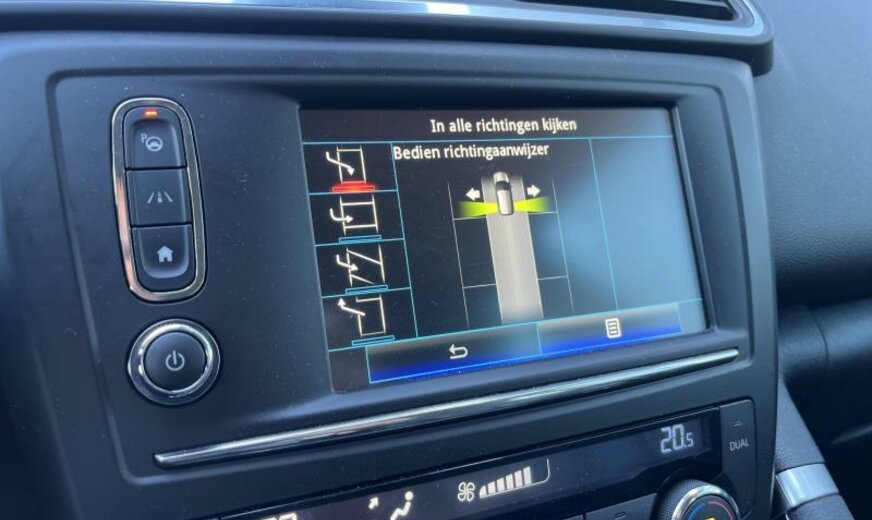 In alle richtingen kijken
Bedien richtingaanwijzer
P
20.5
DUAL